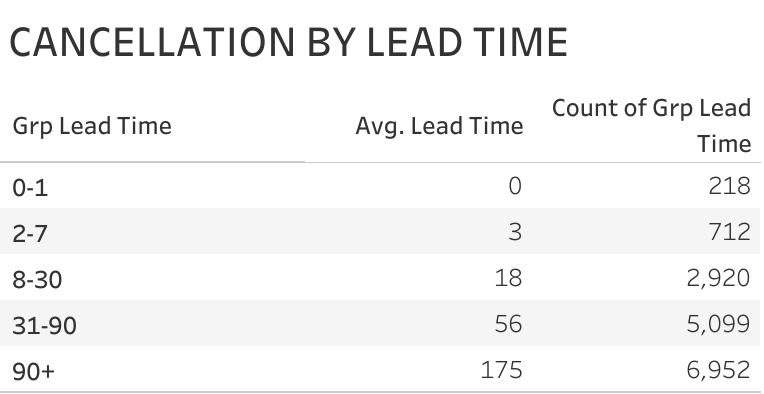 CANCELLATION BY LEAD TIME
Grp Lead Time Avg. Lead Time Count of Grp Lead
Time
0-1 0 218
2-7 3 712
8-30 18 2,920
31-90 56 5,099
90+ 175 6,952